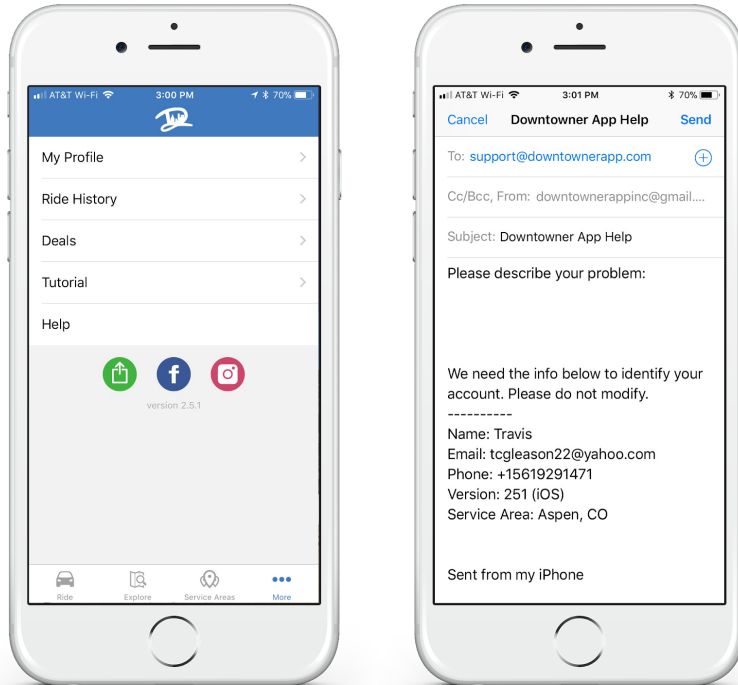 AT&T Wi-Fi 3:00 PM 70%
My Profile
Ride History
Deals
Tutorial
Help
version 2.5.1
Ride Explore Service Areas More
AT&T Wi-Fi 3:01 PM 70%
Cancel Downtowner App Help Send
To: support@downtownerapp.com
Cc/Bcc, From: downtownerappinc@gmail....
Subject: Downtowner App Help
Please describe your problem:
We need the info below to identify your
account. Please do not modify.
----------
Name: Travis
Email: tcgleason22@yahoo.com
Phone: +15619291471
Version: 251 (iOS)
Service Area: Aspen, CO
Sent from my iPhone